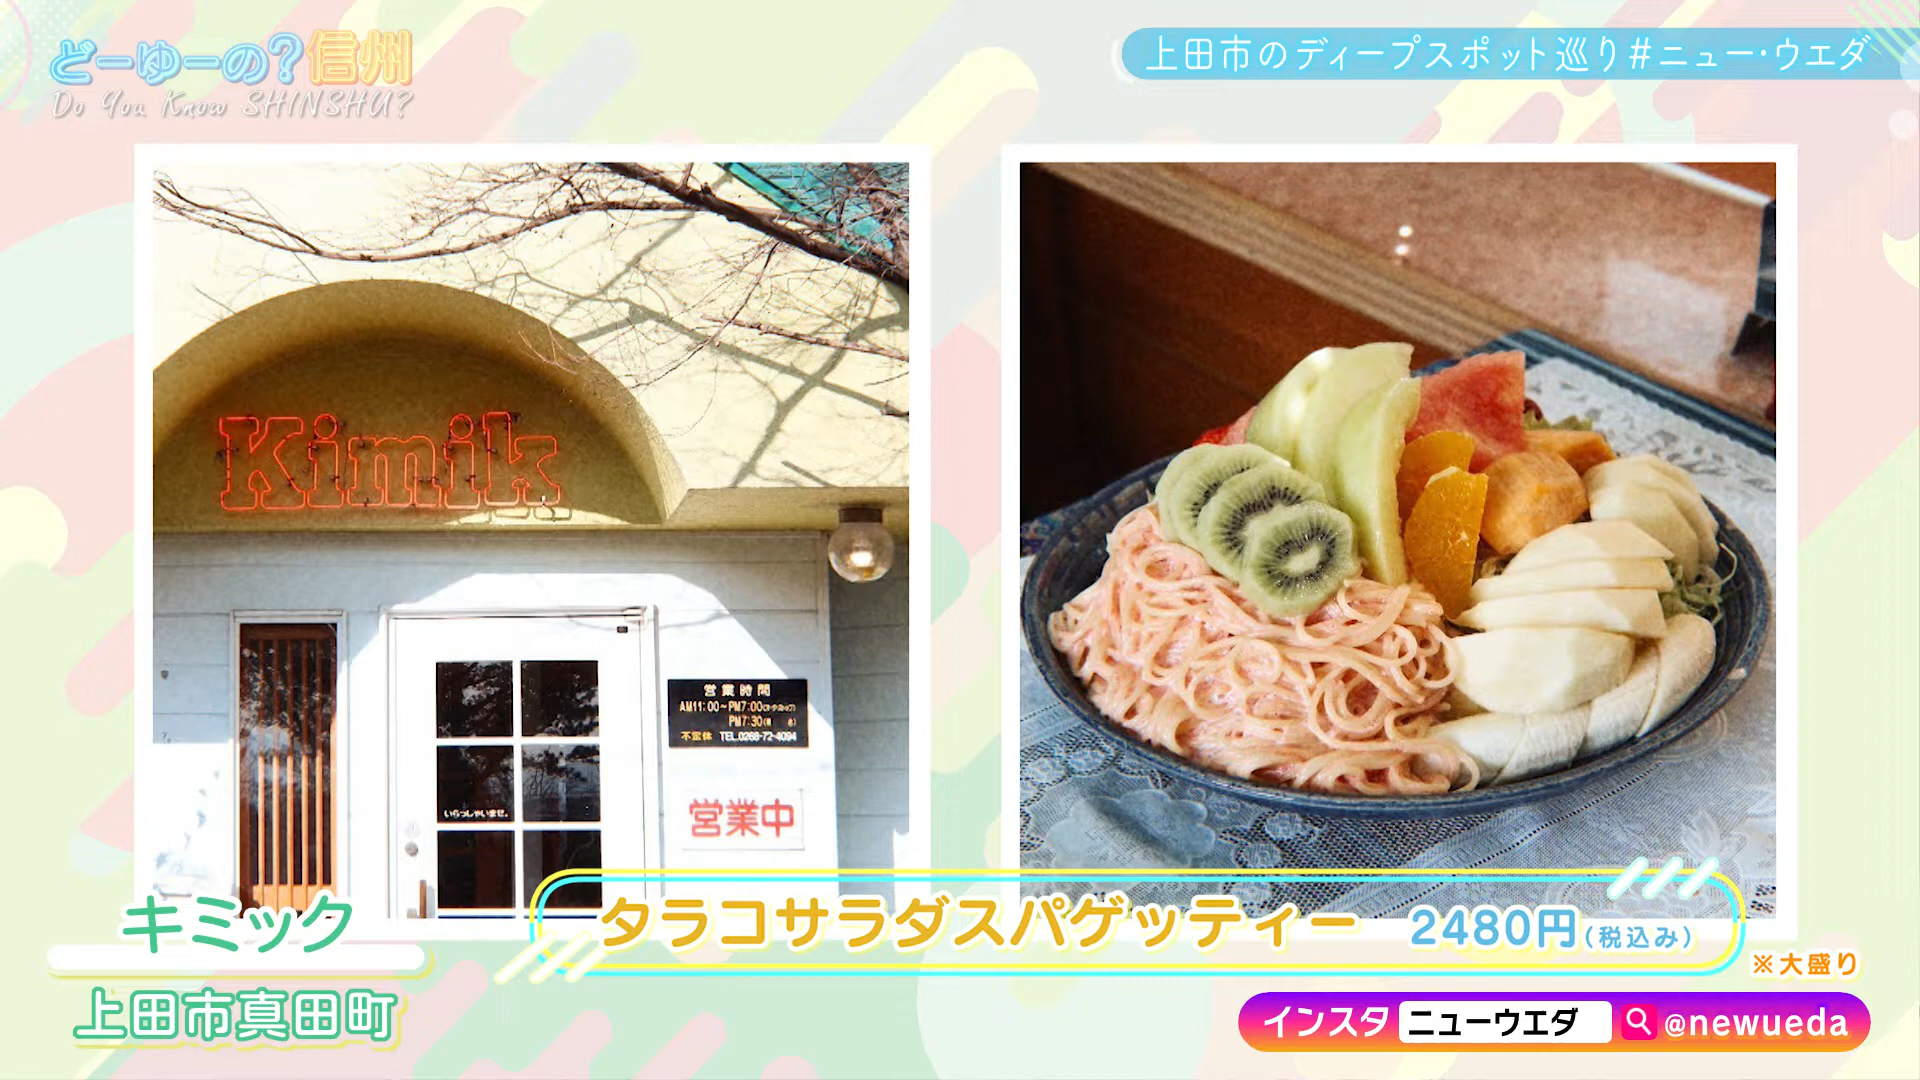 どーゆーの?信州
Do You Know SHINSHU?
上田市のディープスポット巡り#ニュー・ウエダ
Kimik
営業時間
AM11:00〜PM7:00
PM7:30
不定休 TEL.0268-72-4094
いらっしゃいませ。
営業中
キミック
上田市真田町
タラコサラダスパゲッティー 2480円(税込み)
※大盛り
インスタ ニューウエダ @newueda